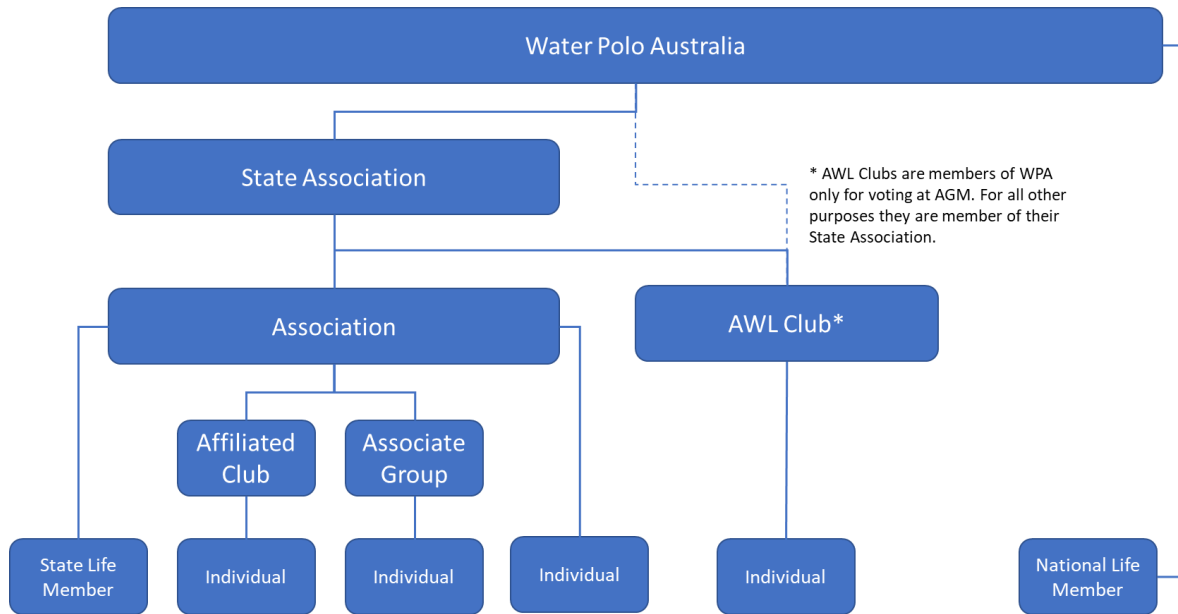 Water Polo Australia
State Association
* AWL Clubs are members of WPA
only for voting at AGM. For all other
purposes they are member of their
State Association.
Association
AWL Club*
Affiliated
Club
Associate
Group
State Life
Member
Individual
Individual
Individual
Individual
National Life
Member